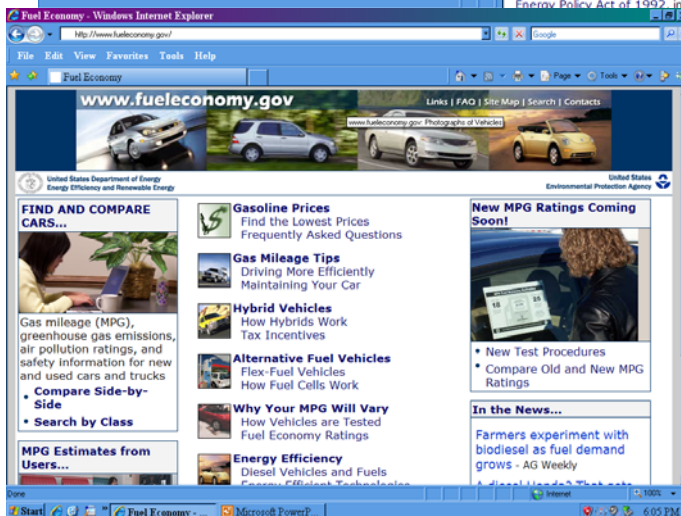 Energy Policy Act of 1992, in
Fuel Economy - Windows Internet Explorer
http://www.fueleconomy.gov/
Google
File Edit View Favorites Tools Help
Fuel Economy
Page Tools
www.fueleconomy.gov
Links | FAQ | Site Map | Search | Contacts
www.fueleconomy.gov: Photographs of Vehicles
United States Department of Energy
Energy Efficiency and Renewable Energy
United States
Environmental Protection Agency
FIND AND COMPARE
CARS...
Gas mileage (MPG),
greenhouse gas emissions,
air pollution ratings, and
safety information for new
and used cars and trucks
• Compare Side-by-
Side
• Search by Class
MPG Estimates from
Users...
Gasoline Prices
Find the Lowest Prices
Frequently Asked Questions
Gas Mileage Tips
Driving More Efficiently
Maintaining Your Car
Hybrid Vehicles
How Hybrids Work
Tax Incentives
Alternative Fuel Vehicles
Flex-Fuel Vehicles
How Fuel Cells Work
Why Your MPG Will Vary
How Vehicles are Tested
Fuel Economy Ratings
Energy Efficiency
Diesel Vehicles and Fuels
Energy Efficient Technologies
New MPG Ratings Coming
Soon!
18 25
• New Test Procedures
• Compare Old and New MPG
Ratings
In the News...
Farmers experiment with
biodiesel as fuel demand
grows - AG Weekly
A diesel Honda? That gets
Done
Internet
100%
Start
Fuel Economy - ...
Microsoft PowerP...
6:05 PM